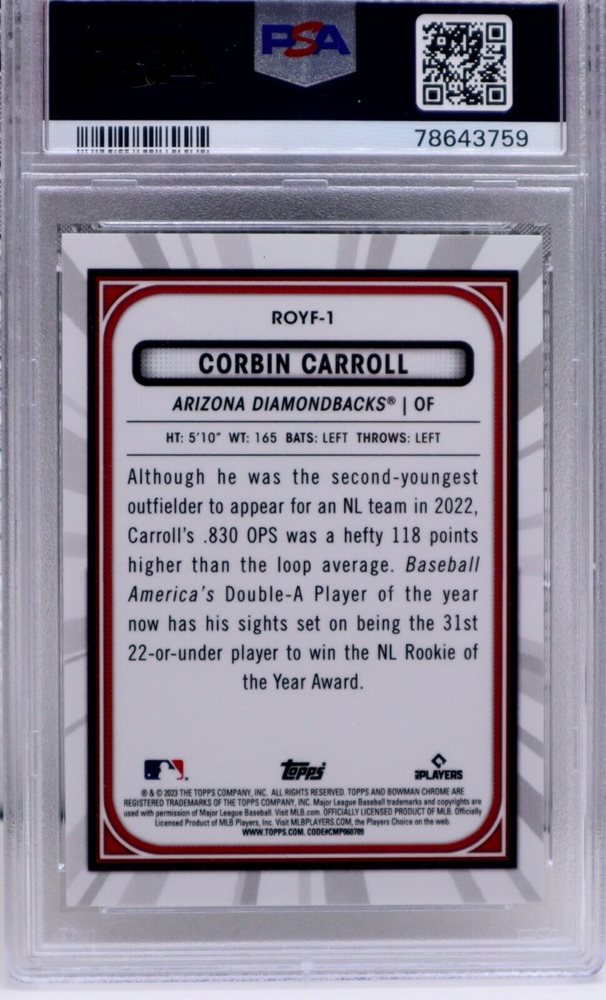 PSA
78643759
ROYF-1
CORBIN CARROLL
ARIZONA DIAMONDBACKS® | OF
HT: 5'10" WT: 165 BATS: LEFT THROWS: LEFT
Although he was the second-youngest
outfielder to appear for an NL team in 2022,
Carroll's .830 OPS was a hefty 118 points
higher than the loop average. Baseball
America's Double-A Player of the year
now has his sights set on being the 31st
22-or-under player to win the NL Rookie of
the Year Award.
Topps
PLAYERS
® & © 2023 THE TOPPS COMPANY, INC. ALL RIGHTS RESERVED. TOPPS AND BOWMAN CHROME ARE
REGISTERED TRADEMARKS OF THE TOPPS COMPANY, INC. Major League Baseball trademarks and copyrights are
used with permission of Major League Baseball. Visit MLB.com. OFFICIALLY LICENSED PRODUCT OF MLB. Officially
Licensed Product of MLB Players, Inc. Visit MLBPLAYERS.COM, the Players Choice on the web.
WWW.TOPPS.COM. CODE#CMP060709